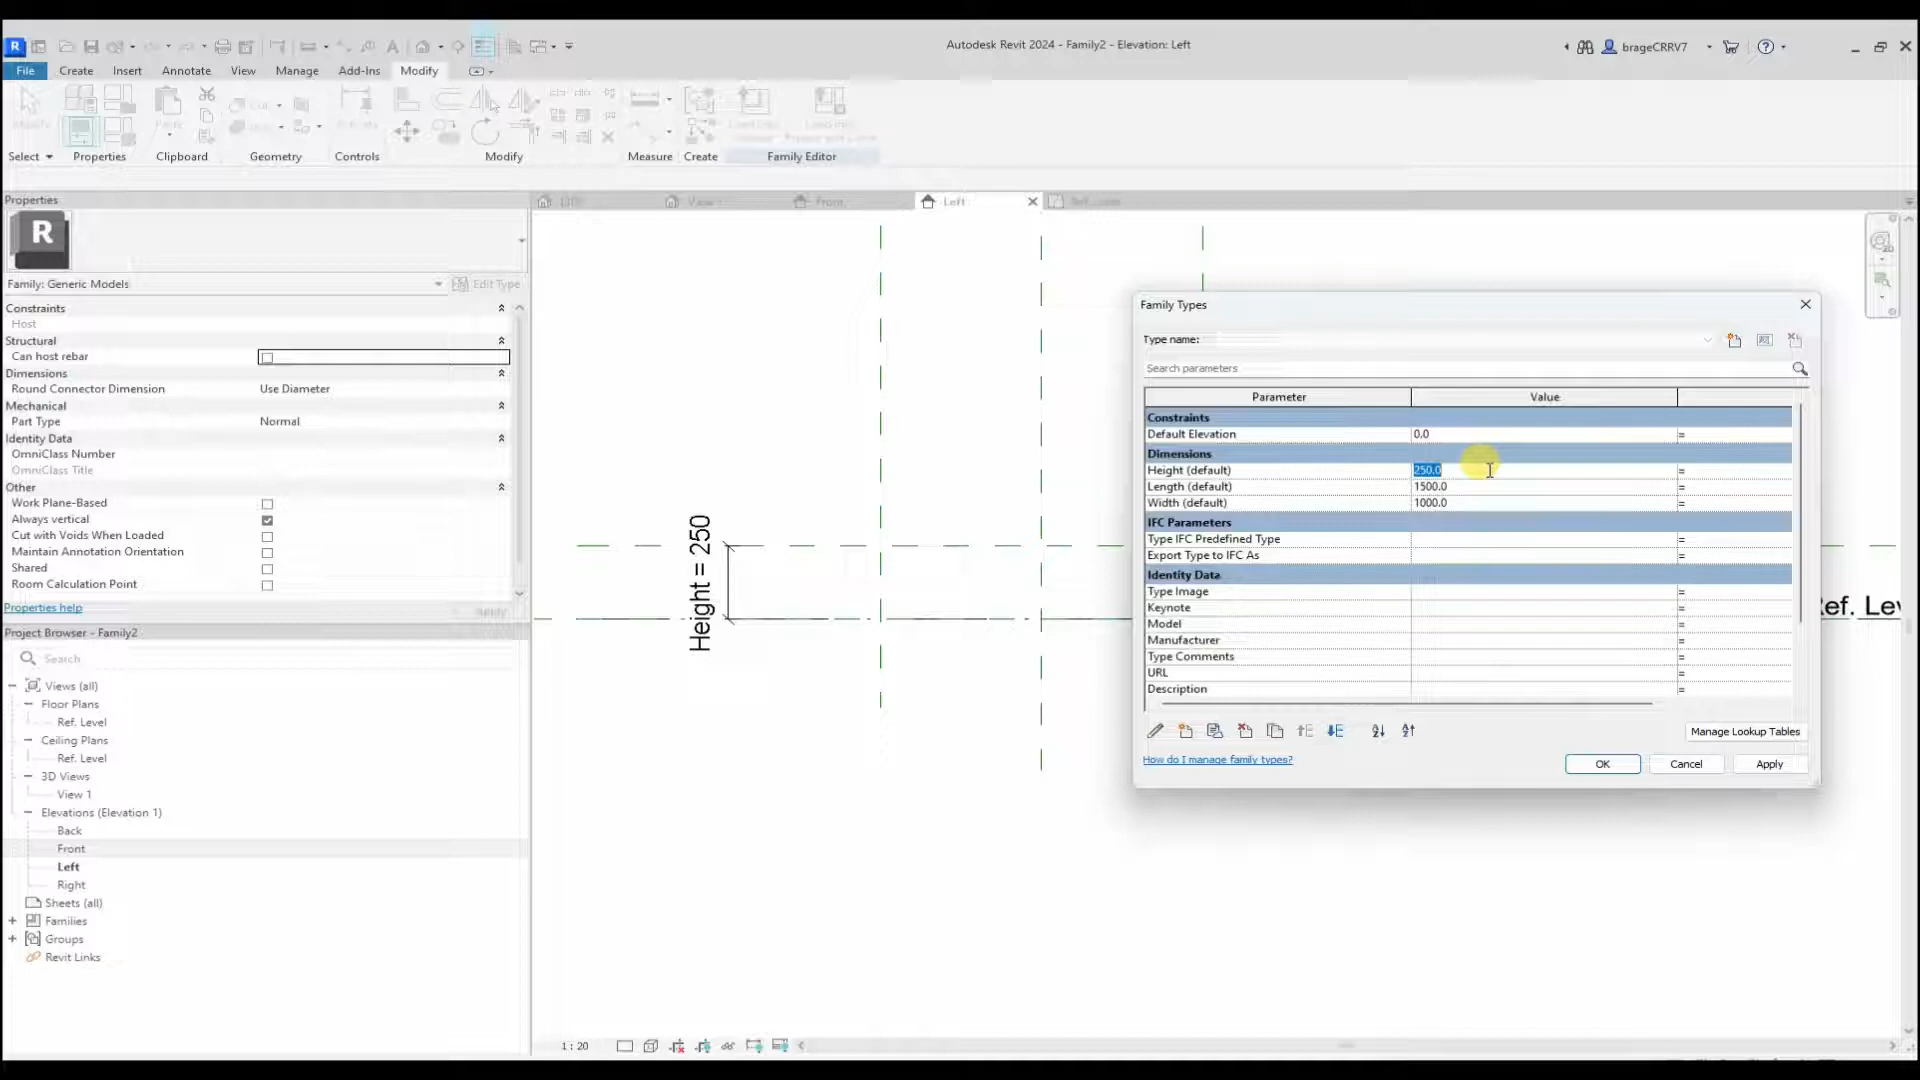 Autodesk Revit 2024 - Family2 - Elevation: Left
brageCRRV7
File Create Insert Annotate Manage View Manage Add-Ins Modify
Select Properties Clipboard Geometry Controls Modify Measure Create Family Editor
Properties
Left
R
Family: Generic Models
Edit Type
Constraints
Host
Structural
Can host rebar
Dimensions
Round Connector Dimension Use Diameter
Mechanical
Part Type Normal
Identity Data
OmniClass Number
OmniClass Title
Other
Work Plane-Based
Always vertical
Cut with Voids When Loaded
Maintain Annotation Orientation
Shared
Room Calculation Point
Properties help
Apply
Project Browser - Family2
Search
Views (all)
Floor Plans
Ref. Level
Ceiling Plans
Ref. Level
3D Views
View 1
Elevations (Elevation 1)
Back
Front
Left
Right
Sheets (all)
Families
Groups
Revit Links
View 1
Front
Height = 250
Ref. Lev
1 : 20
Family Types
Type name:
Search parameters
Parameter Value
Constraints
Default Elevation 0.0 =
Dimensions
Height (default) 250.0 =
Length (default) 1500.0 =
Width (default) 1000.0 =
IFC Parameters
Type IFC Predefined Type =
Export Type to IFC As =
Identity Data
Type Image =
Keynote =
Model =
Manufacturer =
Type Comments =
URL =
Description =
Manage Lookup Tables
How do I manage family types?
OK Cancel Apply